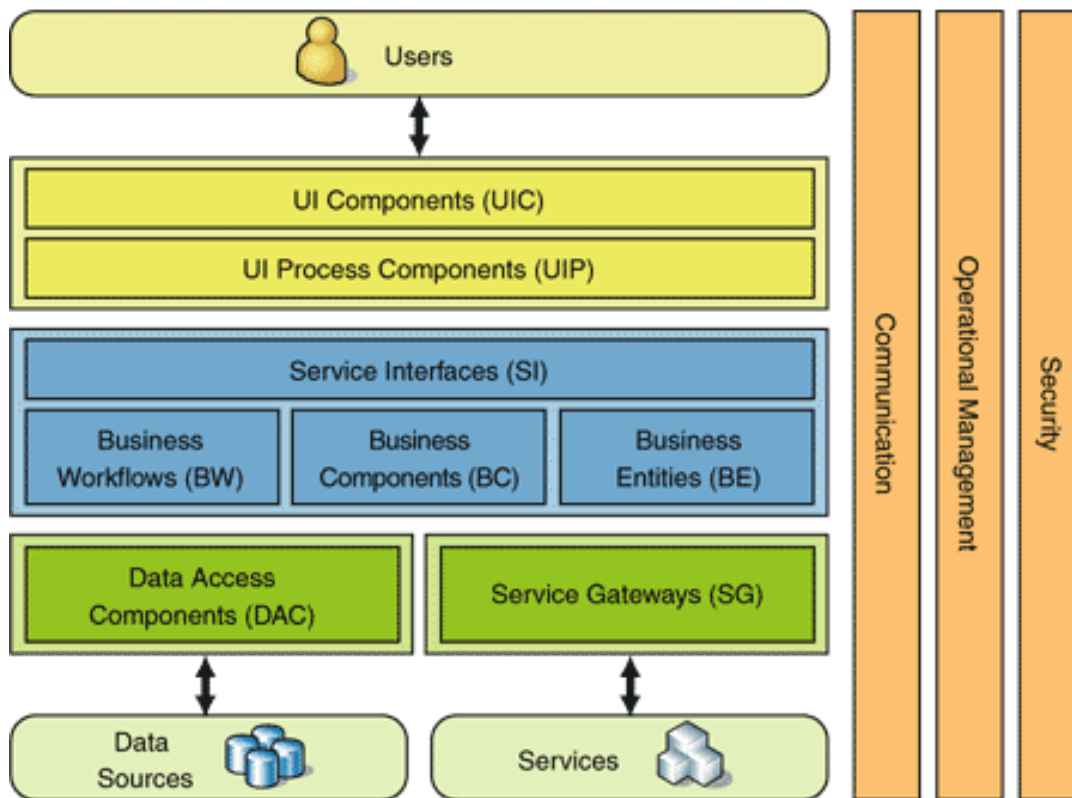 Users
UI Components (UIC)
UI Process Components (UIP)
Service Interfaces (SI)
Business
Workflows (BW)
Business
Components (BC)
Business
Entities (BE)
Data Access
Components (DAC)
Service Gateways (SG)
Data
Sources
Services
Communication
Operational Management
Security